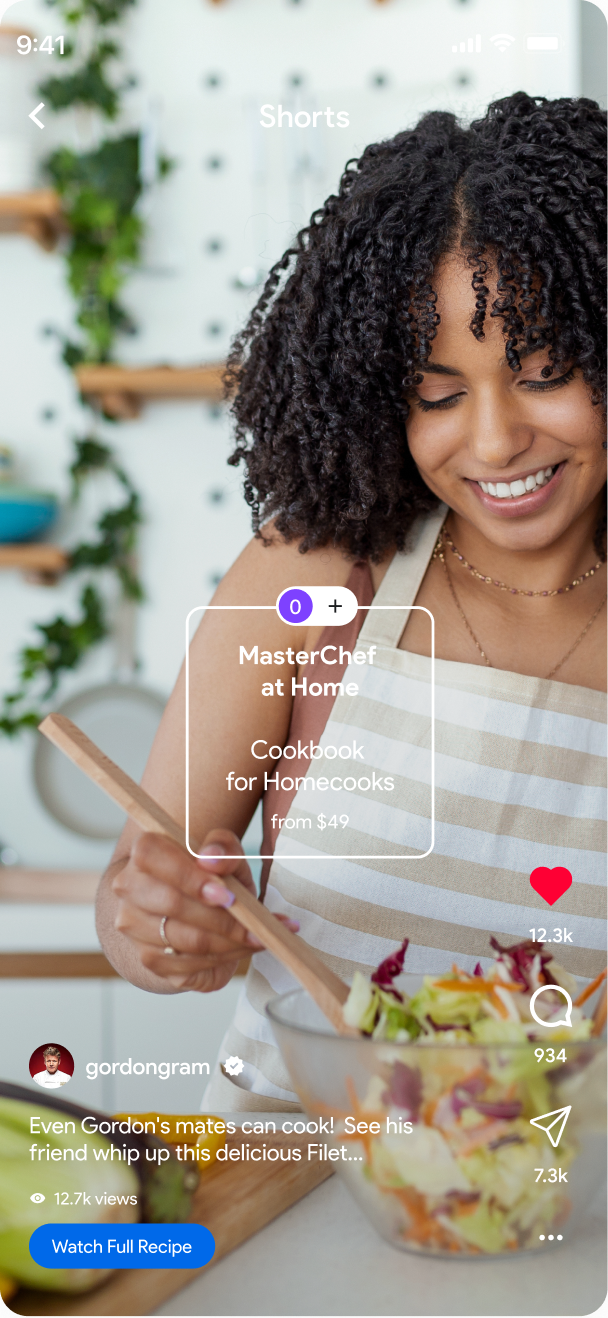 9:41
Shorts
0 +
MasterChef
at Home
Cookbook
for Homecooks
from $49
12.3k
934
7.3k
gordongram
Even Gordon's mates can cook!  See his
friend whip up this delicious Filet...
12.7k views
Watch Full Recipe